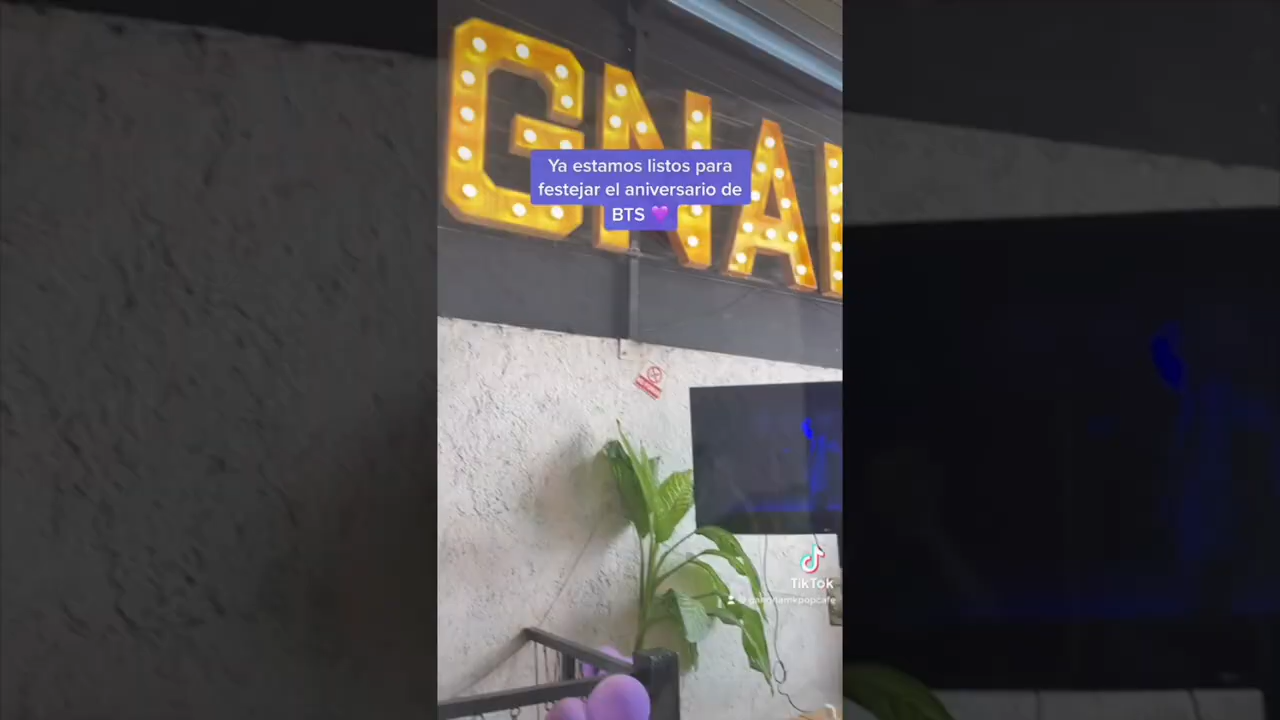 GNA
Ya estamos listos para
festejar el aniversario de
BTS 💜
TikTok